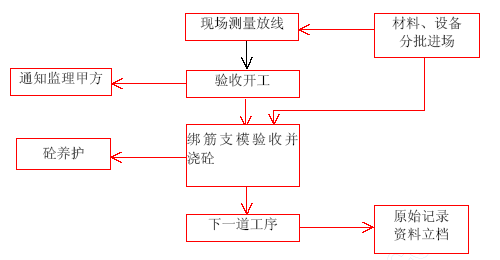 现场测量放线
材料、设备
分批进场
通知监理甲方
验收开工
绑筋支模验收并
浇砼
砼养护
下一道工序
原始记录
资料立档